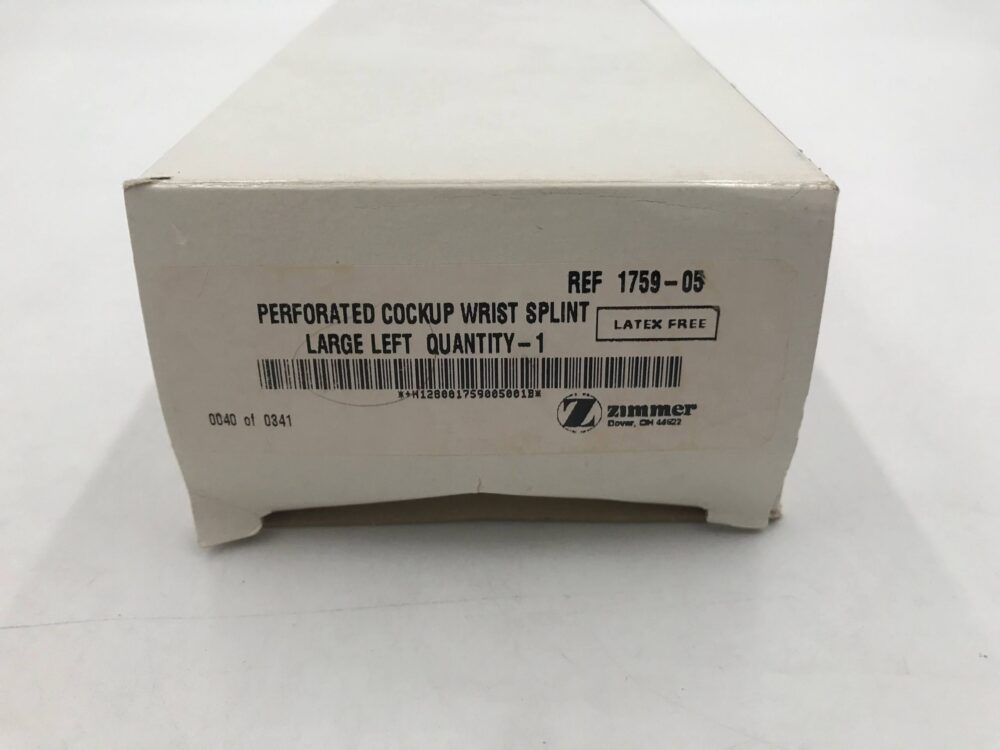 REF 1759-05
PERFORATED COCKUP WRIST SPLINT
LATEX FREE
LARGE LEFT QUANTITY-1
*+H128001759005001B*
0040 of 0341
Z zimmer
Dover, OH 44622